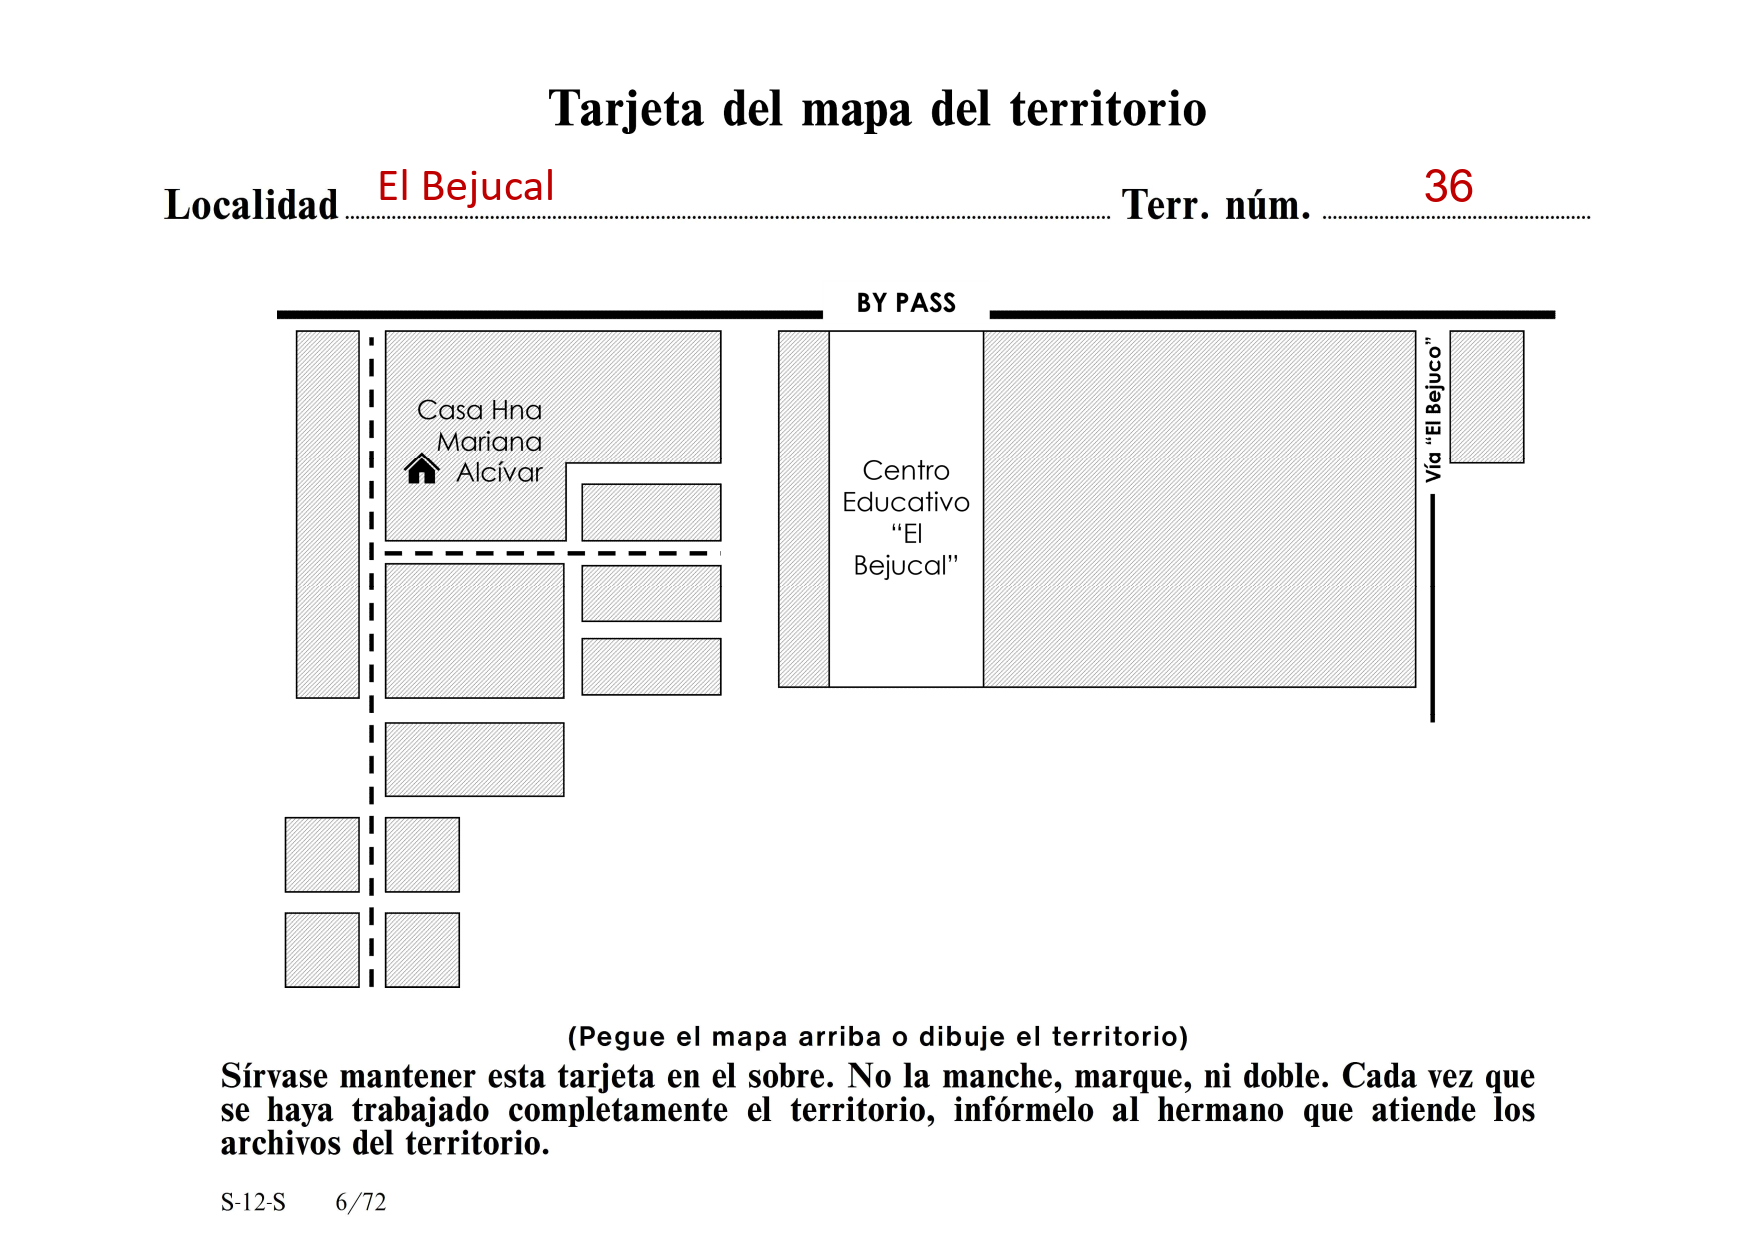 Tarjeta del mapa del territorio
Localidad El Bejucal Terr. núm. 36
BY PASS
Casa Hna
Mariana
Alcívar
Centro
Educativo
“El
Bejucal”
Vía “El Bejuco”
(Pegue el mapa arriba o dibuje el territorio)
Sírvase mantener esta tarjeta en el sobre. No la manche, marque, ni doble. Cada vez que
se haya trabajado completamente el territorio, infórmelo al hermano que atiende los
archivos del territorio.
S-12-S 6/72